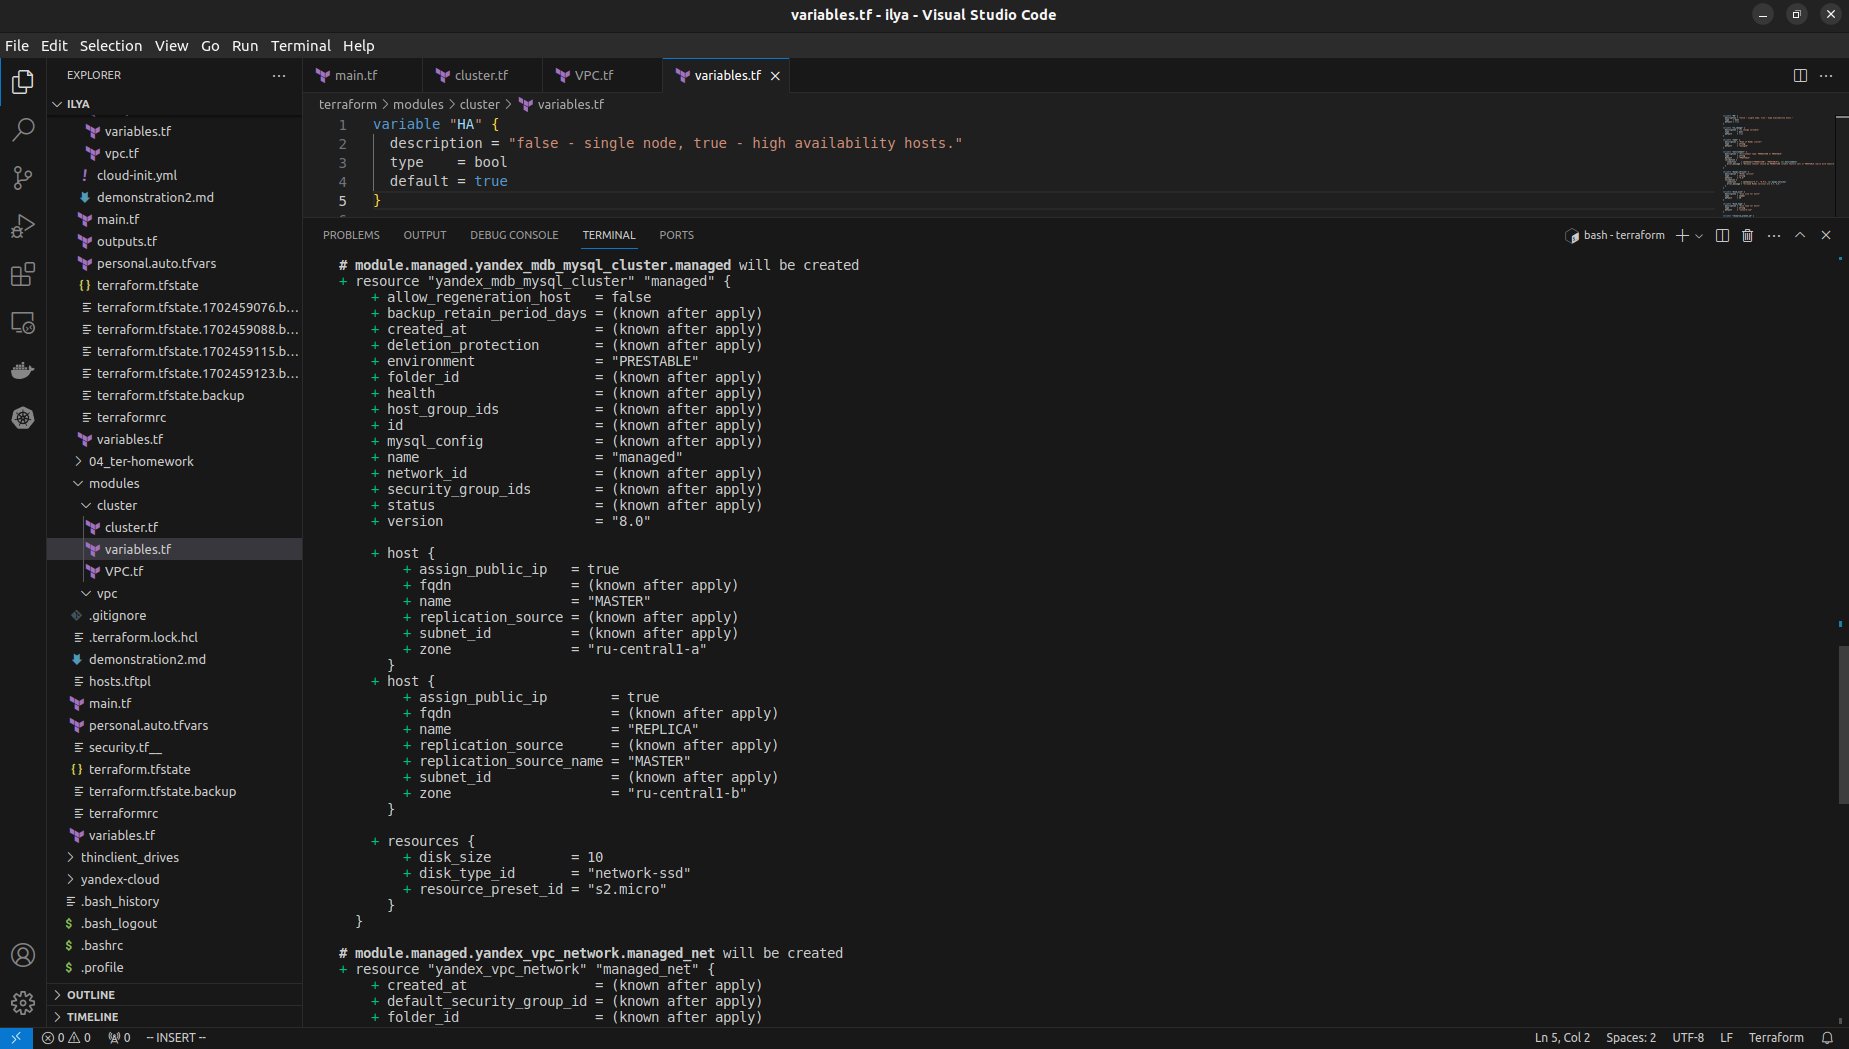 variables.tf - ilya - Visual Studio Code
File Edit Selection View Go Run Terminal Help
EXPLORER
ILYA
variables.tf
vpc.tf
cloud-init.yml
demonstration2.md
main.tf
outputs.tf
personal.auto.tfvars
terraform.tfstate
terraform.tfstate.1702459076.b...
terraform.tfstate.1702459088.b...
terraform.tfstate.1702459115.b...
terraform.tfstate.1702459123.b...
terraform.tfstate.backup
terraformrc
variables.tf
04_ter-homework
modules
cluster
cluster.tf
variables.tf
VPC.tf
vpc
.gitignore
.terraform.lock.hcl
demonstration2.md
hosts.tftpl
main.tf
personal.auto.tfvars
security.tf__
terraform.tfstate
terraform.tfstate.backup
terraformrc
variables.tf
thinclient_drives
yandex-cloud
.bash_history
.bash_logout
.bashrc
.profile
OUTLINE
TIMELINE
main.tf cluster.tf VPC.tf variables.tf
terraform > modules > cluster > variables.tf
1 variable "HA" {
2 description = "false - single node, true - high availability hosts."
3 type = bool
4 default = true
5 }
PROBLEMS OUTPUT DEBUG CONSOLE TERMINAL PORTS
bash - terraform
# module.managed.yandex_mdb_mysql_cluster.managed will be created
+ resource "yandex_mdb_mysql_cluster" "managed" {
+ allow_regeneration_host = false
+ backup_retain_period_days = (known after apply)
+ created_at = (known after apply)
+ deletion_protection = (known after apply)
+ environment = "PRESTABLE"
+ folder_id = (known after apply)
+ health = (known after apply)
+ host_group_ids = (known after apply)
+ id = (known after apply)
+ mysql_config = (known after apply)
+ name = "managed"
+ network_id = (known after apply)
+ security_group_ids = (known after apply)
+ status = (known after apply)
+ version = "8.0"
+ host {
+ assign_public_ip = true
+ fqdn = (known after apply)
+ name = "MASTER"
+ replication_source = (known after apply)
+ subnet_id = (known after apply)
+ zone = "ru-central1-a"
}
+ host {
+ assign_public_ip = true
+ fqdn = (known after apply)
+ name = "REPLICA"
+ replication_source = (known after apply)
+ replication_source_name = "MASTER"
+ subnet_id = (known after apply)
+ zone = "ru-central1-b"
}
+ resources {
+ disk_size = 10
+ disk_type_id = "network-ssd"
+ resource_preset_id = "s2.micro"
}
}
# module.managed.yandex_vpc_network.managed_net will be created
+ resource "yandex_vpc_network" "managed_net" {
+ created_at = (known after apply)
+ default_security_group_id = (known after apply)
+ folder_id = (known after apply)
0 0 0 -- INSERT -- Ln 5, Col 2 Spaces: 2 UTF-8 LF Terraform